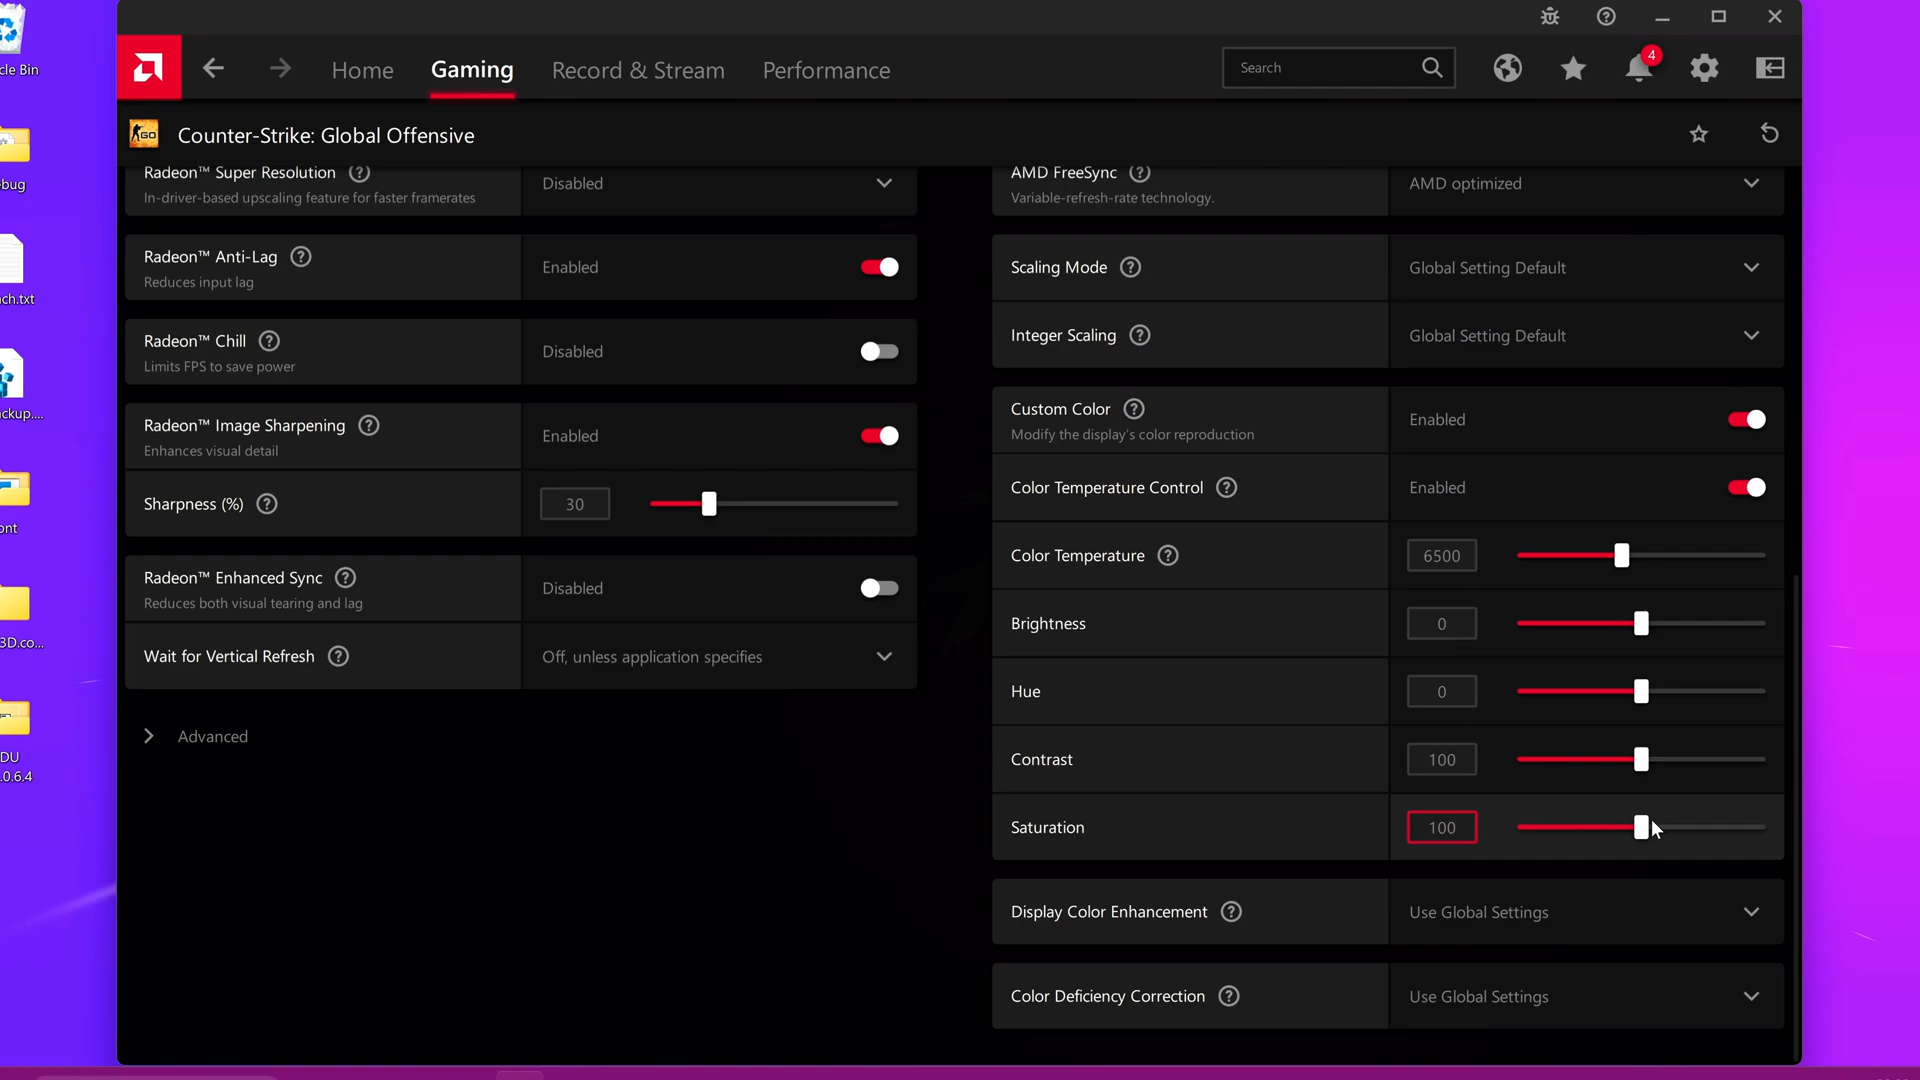 cle Bin
bug
ch.txt
ackup....
ont
3D.co...
DU
.0.6.4
4
Home
Gaming
Record & Stream
Performance
Search
GO
Counter-Strike: Global Offensive
Radeon™ Super Resolution
In-driver-based upscaling feature for faster framerates
Disabled
Radeon™ Anti-Lag
Reduces input lag
Enabled
Radeon™ Chill
Limits FPS to save power
Disabled
Radeon™ Image Sharpening
Enhances visual detail
Enabled
Sharpness (%)
30
Radeon™ Enhanced Sync
Reduces both visual tearing and lag
Disabled
Wait for Vertical Refresh
Off, unless application specifies
Advanced
AMD FreeSync
Variable-refresh-rate technology.
AMD optimized
Scaling Mode
Global Setting Default
Integer Scaling
Global Setting Default
Custom Color
Modify the display's color reproduction
Enabled
Color Temperature Control
Enabled
Color Temperature
6500
Brightness
0
Hue
0
Contrast
100
Saturation
100
Display Color Enhancement
Use Global Settings
Color Deficiency Correction
Use Global Settings